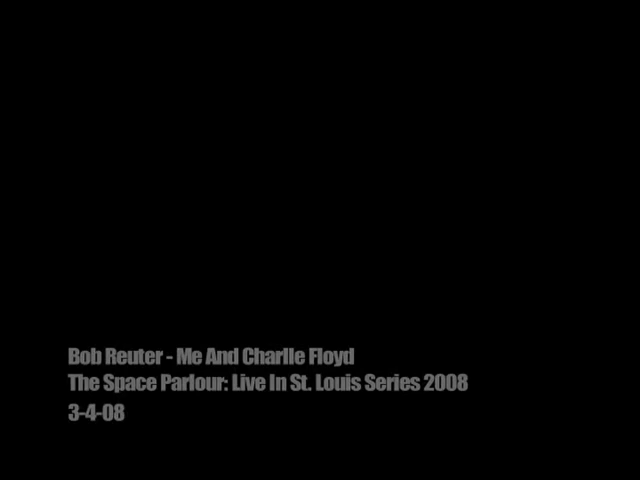 Bob Reuter - Me And Charlie Floyd
The Space Parlour: Live In St. Louis Series 2008
3-4-08